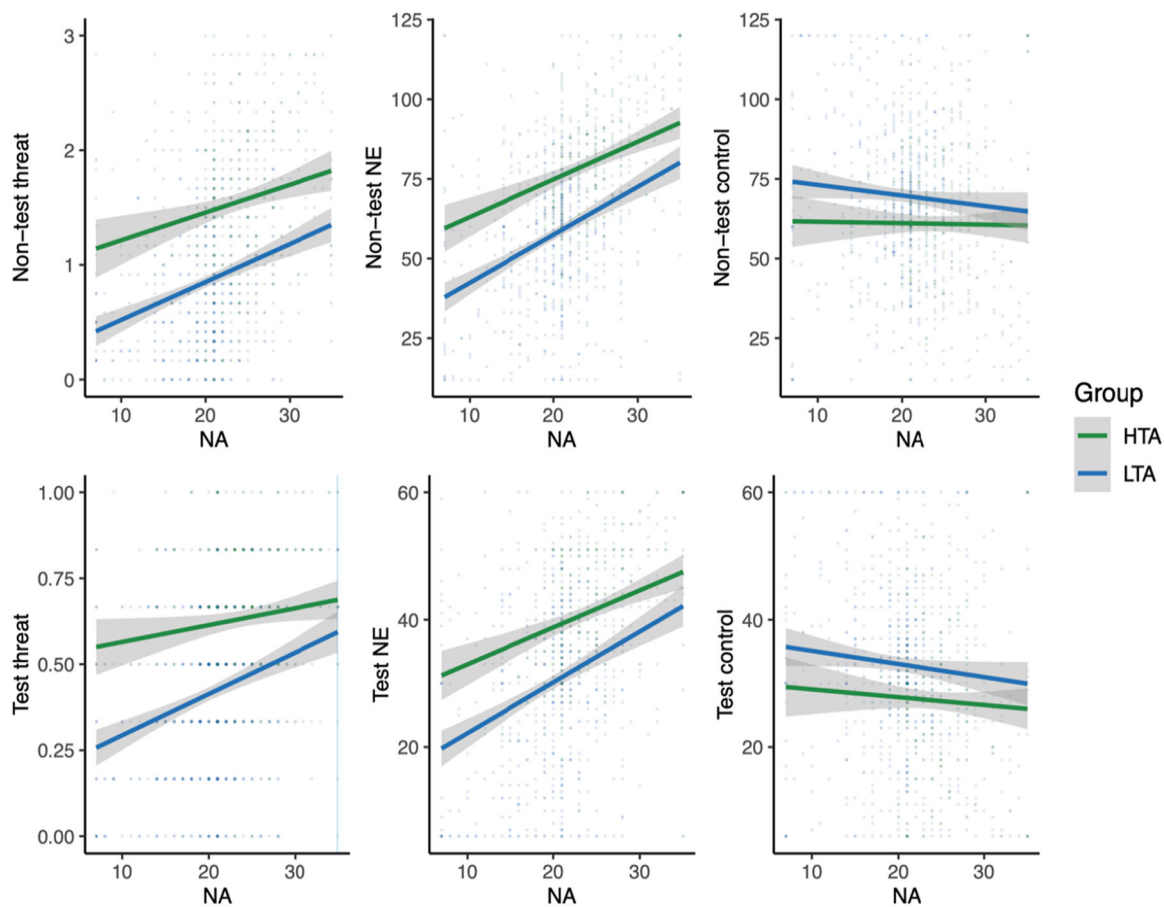 Non−test threat
3
2
1
0
10 20 30
NA
Non−test NE
125
100
75
50
25
10 20 30
NA
Non−test control
125
100
75
50
25
10 20 30
NA
Group
HTA
LTA
Test threat
1.00
0.75
0.50
0.25
0.00
10 20 30
NA
Test NE
60
40
20
10 20 30
NA
Test control
60
40
20
10 20 30
NA